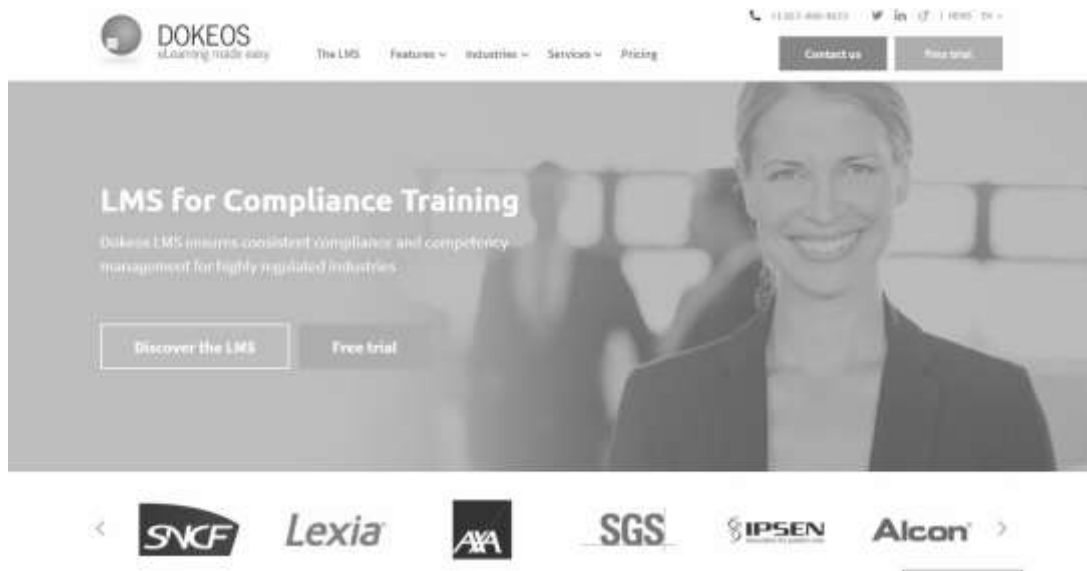 DOKEOS
eLearning made easy
The LMS Features Industries Services Pricing
NEWS EN
Contact us Free trial
LMS for Compliance Training
Dokeos LMS ensures consistent compliance and competency
management for highly regulated industries
Discover the LMS Free trial
SNCF Lexia AXA SGS IPSEN Alcon